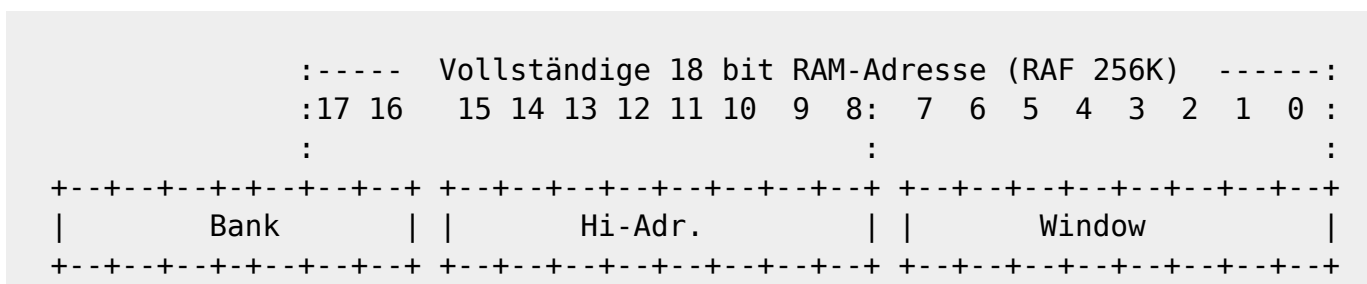 :----- Vollständige 18 bit RAM-Adresse (RAF 256K) ------:
:17 16 15 14 13 12 11 10 9 8: 7 6 5 4 3 2 1 0 :
: : :
+--+--+--+-+--+--+--+ +--+--+--+--+--+--+--+--+ +--+--+--+--+--+--+--+--+
| Bank | | Hi-Adr. | | Window |
+--+--+--+-+--+--+--+ +--+--+--+--+--+--+--+--+ +--+--+--+--+--+--+--+--+